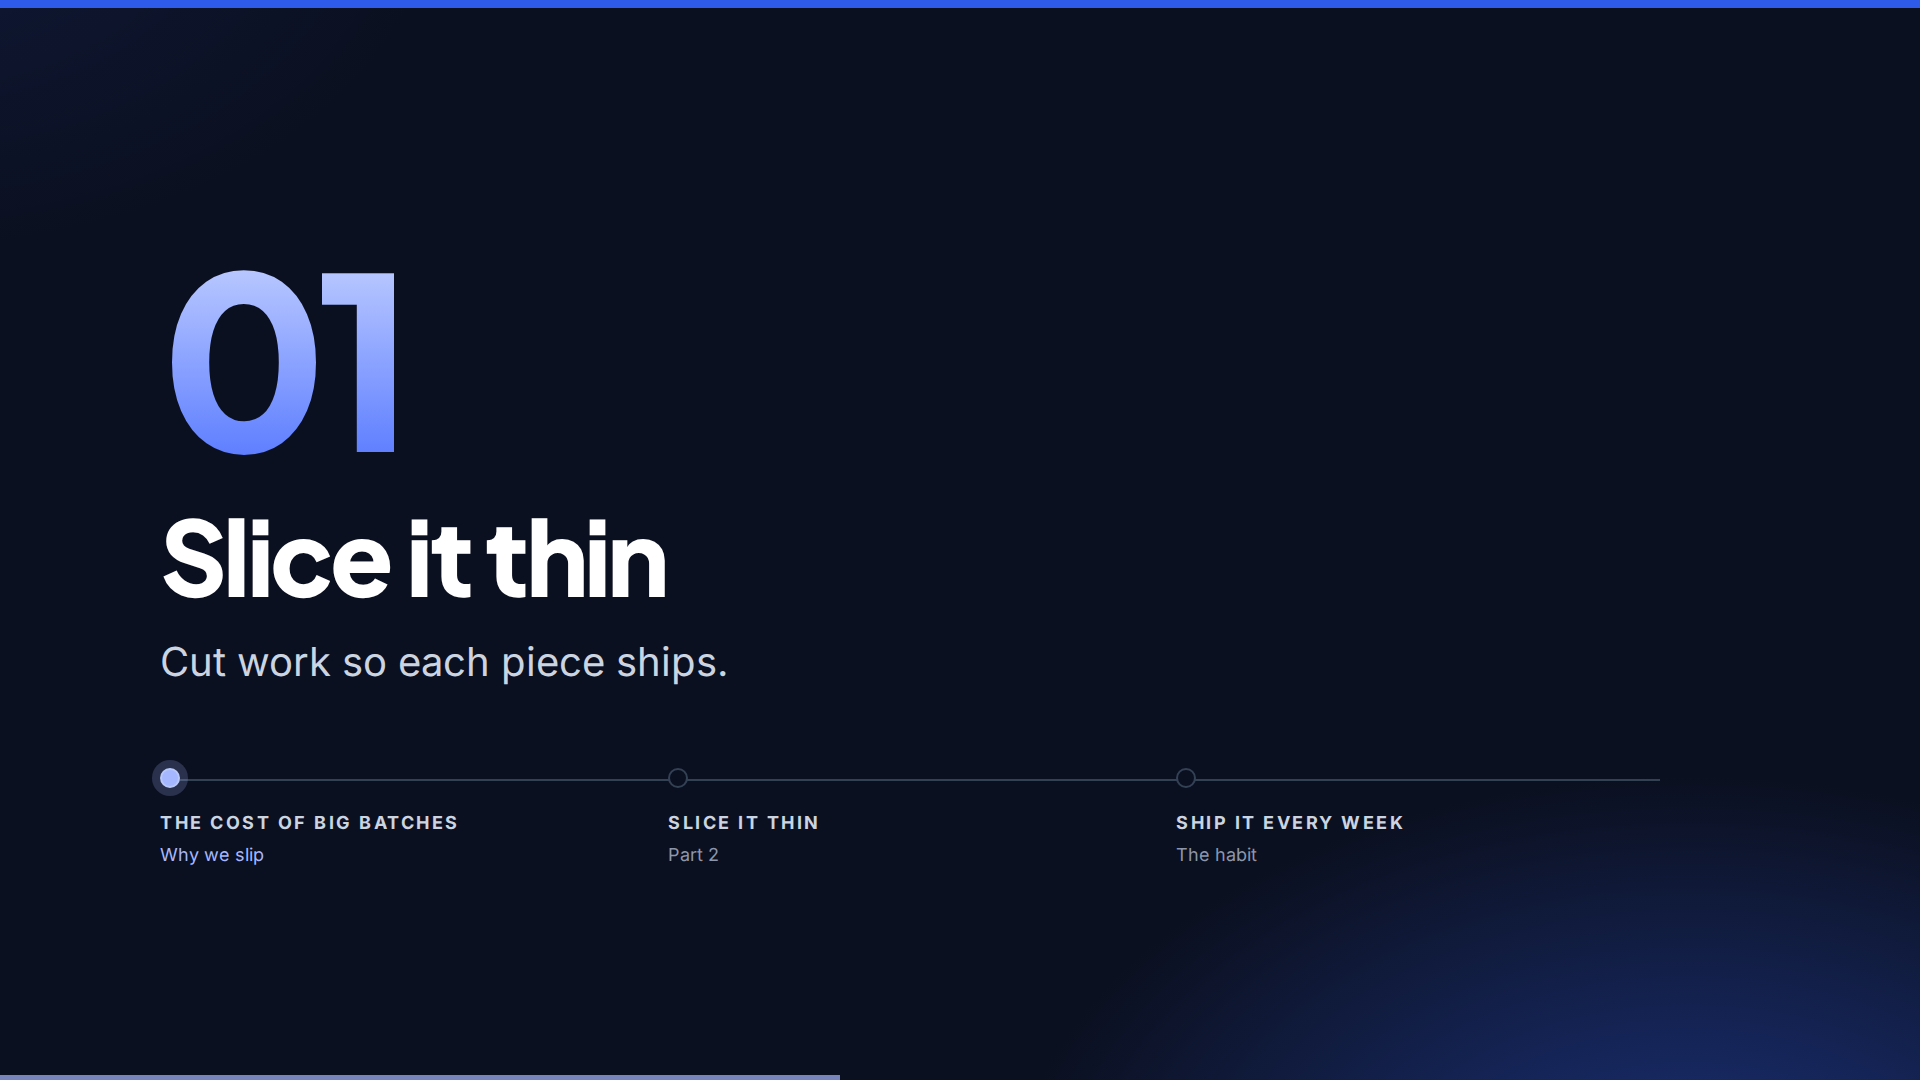 01
Slice it thin
Cut work so each piece ships.
THE COST OF BIG BATCHES
Why we slip
SLICE IT THIN
Part 2
SHIP IT EVERY WEEK
The habit